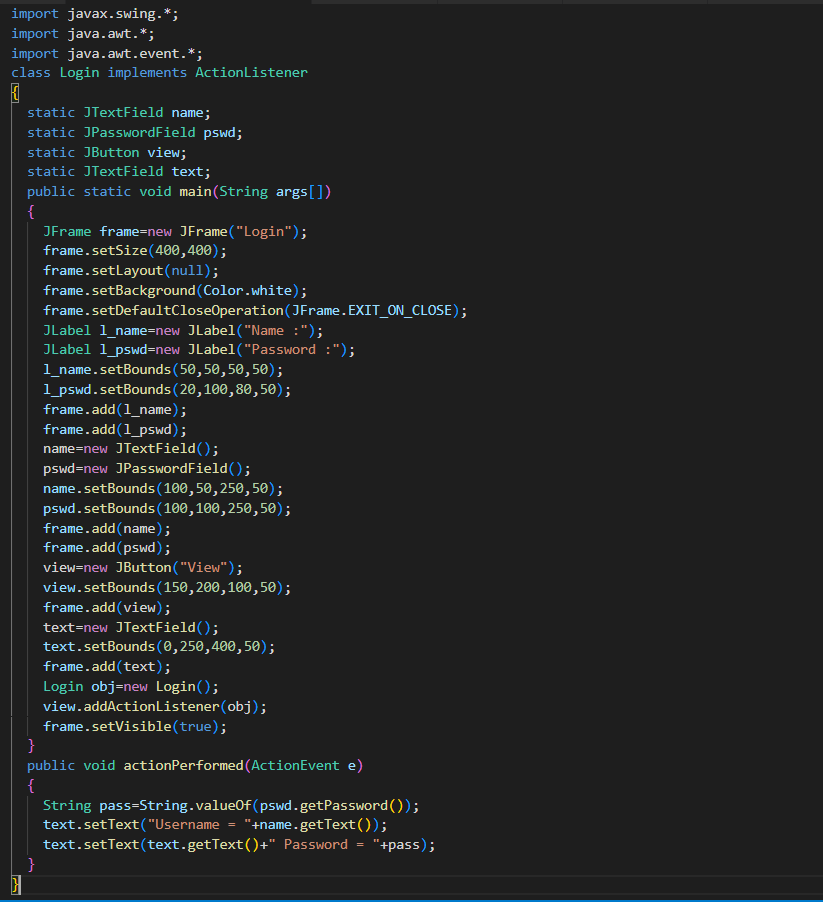 import javax.swing.*;
import java.awt.*;
import java.awt.event.*;
class Login implements ActionListener
{
  static JTextField name;
  static JPasswordField pswd;
  static JButton view;
  static JTextField text;
  public static void main(String args[])
  {
    JFrame frame=new JFrame("Login");
    frame.setSize(400,400);
    frame.setLayout(null);
    frame.setBackground(Color.white);
    frame.setDefaultCloseOperation(JFrame.EXIT_ON_CLOSE);
    JLabel l_name=new JLabel("Name :");
    JLabel l_pswd=new JLabel("Password :");
    l_name.setBounds(50,50,50,50);
    l_pswd.setBounds(20,100,80,50);
    frame.add(l_name);
    frame.add(l_pswd);
    name=new JTextField();
    pswd=new JPasswordField();
    name.setBounds(100,50,250,50);
    pswd.setBounds(100,100,250,50);
    frame.add(name);
    frame.add(pswd);
    view=new JButton("View");
    view.setBounds(150,200,100,50);
    frame.add(view);
    text=new JTextField();
    text.setBounds(0,250,400,50);
    frame.add(text);
    Login obj=new Login();
    view.addActionListener(obj);
    frame.setVisible(true);
  }
  public void actionPerformed(ActionEvent e)
  {
    String pass=String.valueOf(pswd.getPassword());
    text.setText("Username = "+name.getText());
    text.setText(text.getText()+" Password = "+pass);
  }
}